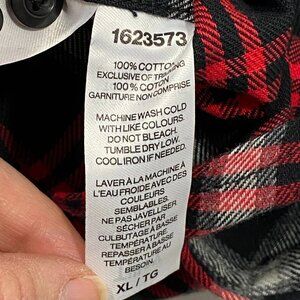 1623573
100% COTTON
EXCLUSIVE OF TRIM
100% COTON
GARNITURE NON COMPRISE
MACHINE WASH COLD
WITH LIKE COLOURS.
DO NOT BLEACH.
TUMBLE DRY LOW.
COOL IRON IF NEEDED.
LAVER À LA MACHINE À
L'EAU FROIDE AVEC DES
COULEURS
SEMBLABLES.
NE PAS JAVELLISER
SÉCHER PAR
CULBUTAGE À BASSE
TEMPÉRATURE
REPASSER À BASSE
TEMPÉRATURE AU
BESOIN.
XL / TG